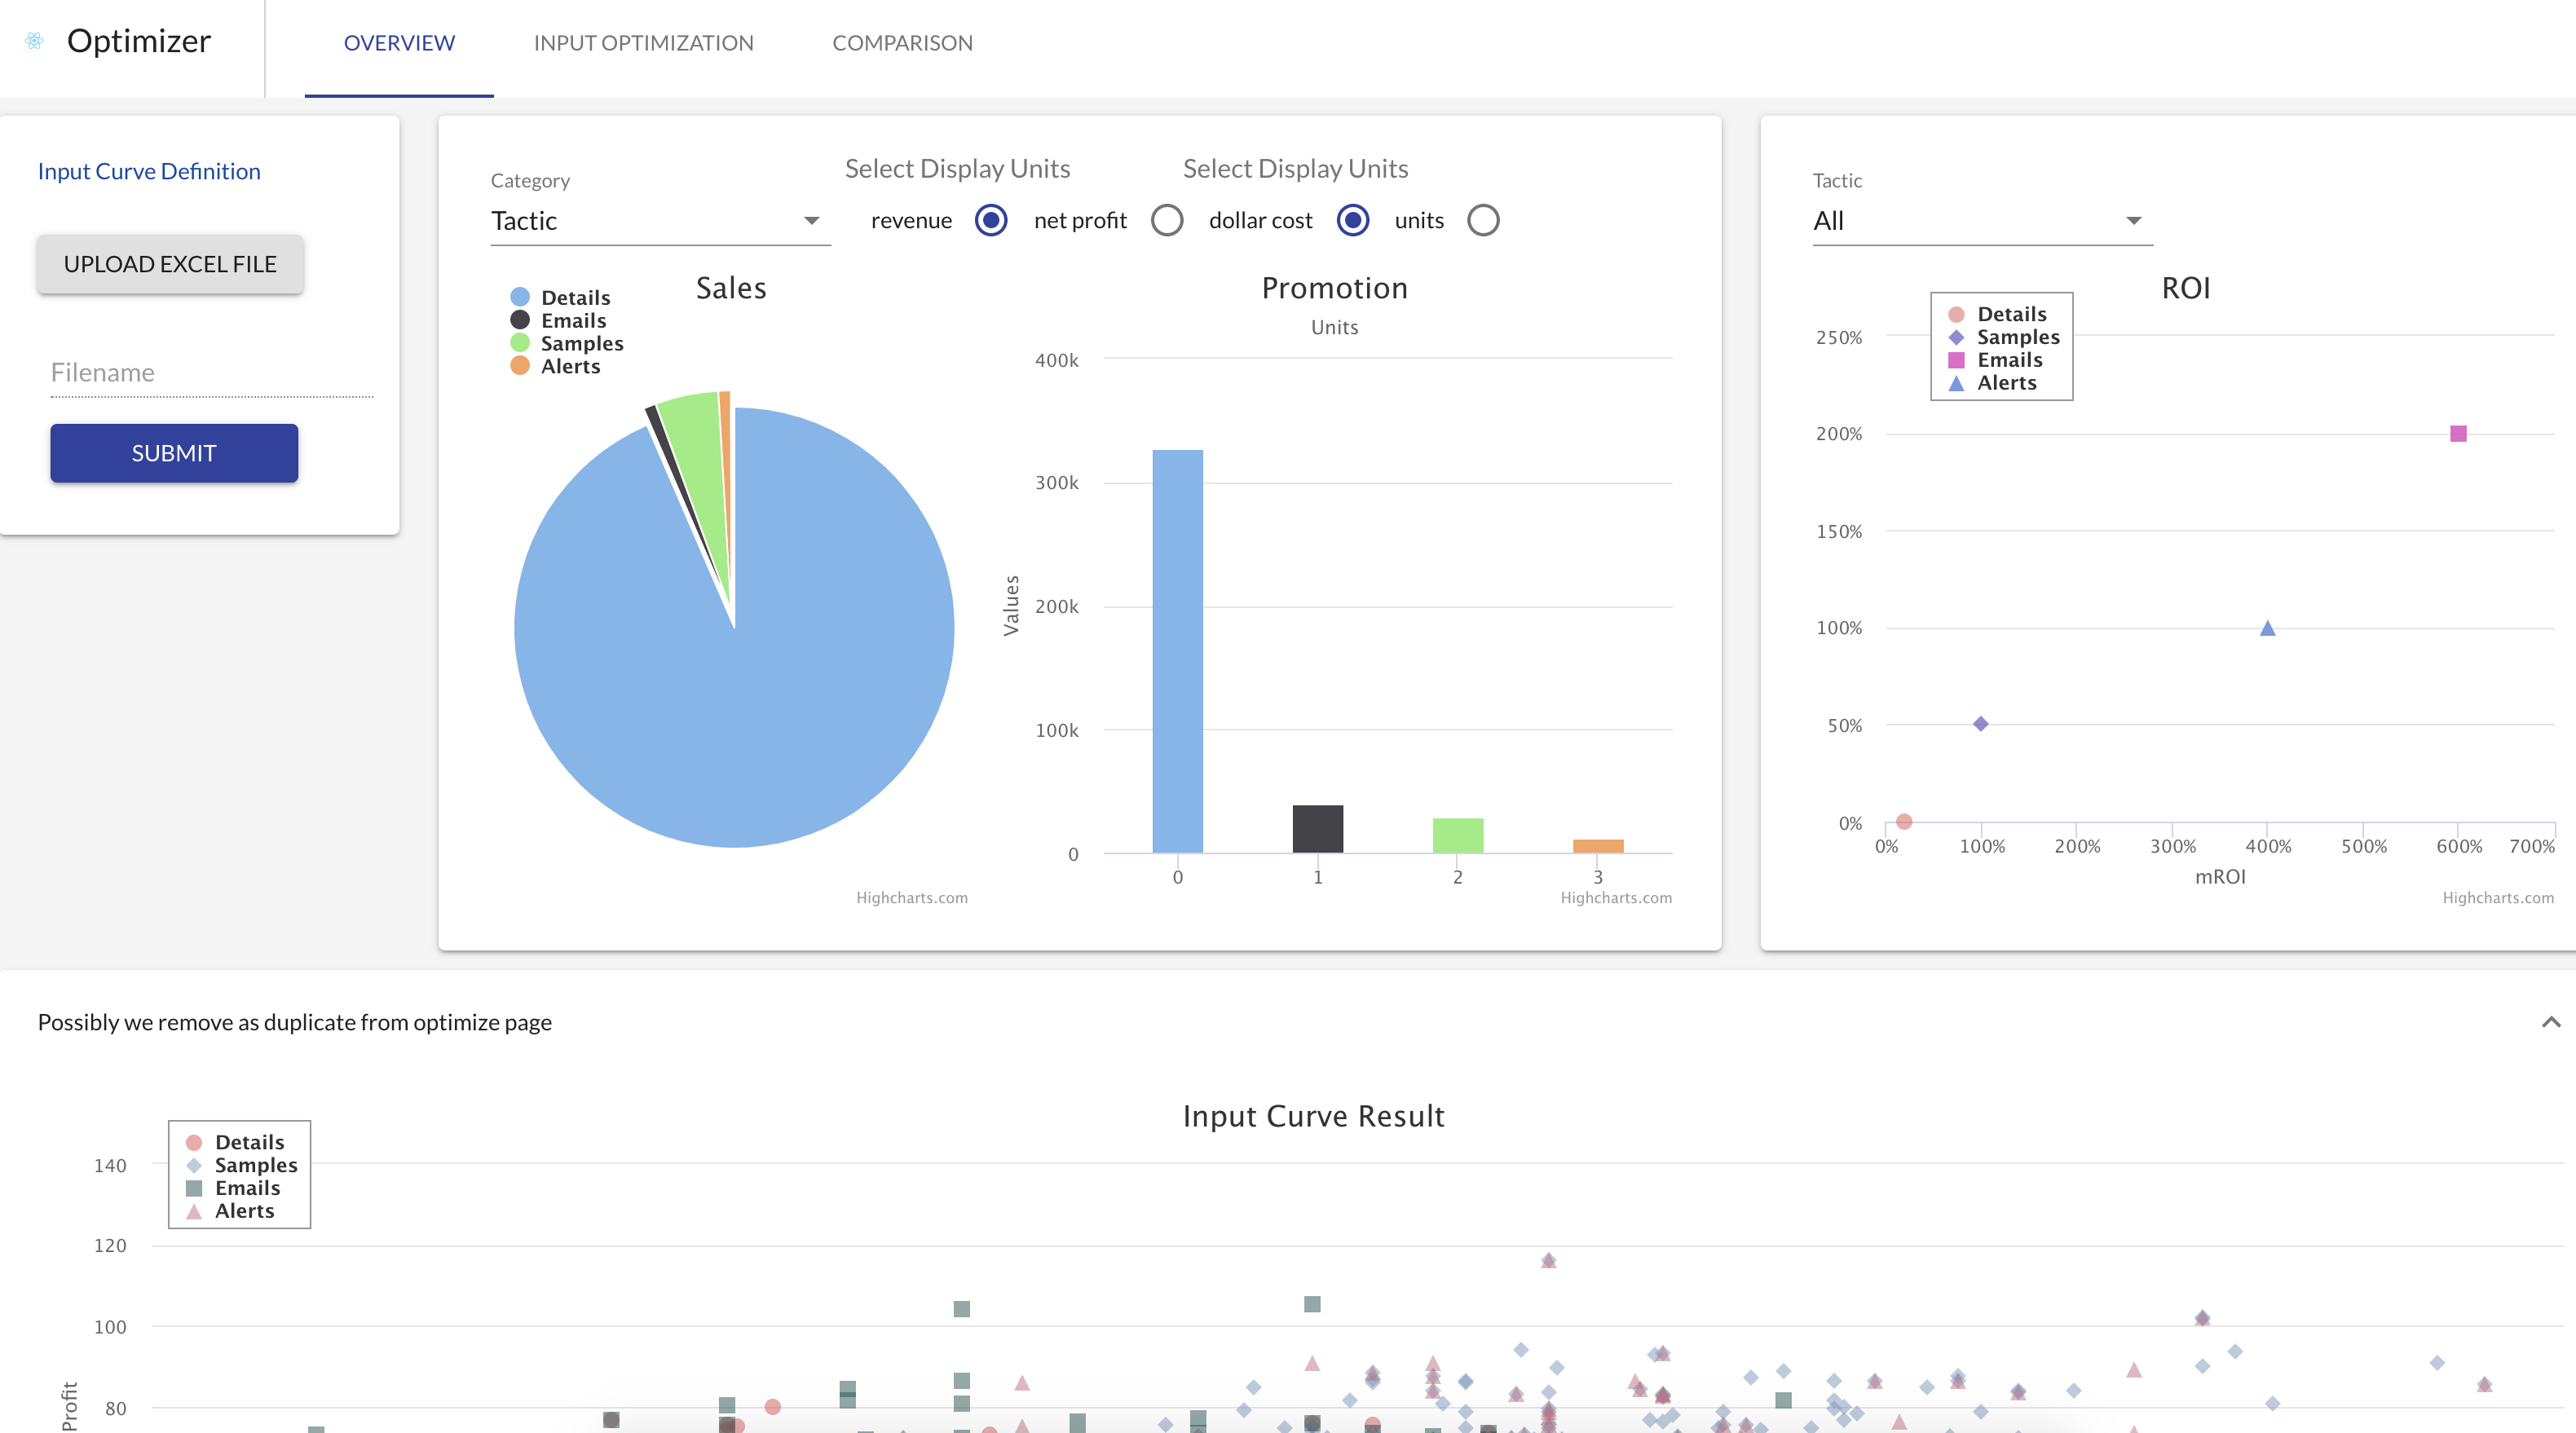 Optimizer
OVERVIEW
INPUT OPTIMIZATION
COMPARISON
Input Curve Definition
UPLOAD EXCEL FILE
Filename
SUBMIT
Category
Tactic
Select Display Units
Select Display Units
revenue
net profit
dollar cost
units
Sales
Details
Emails
Samples
Alerts
Highcharts.com
Promotion
Units
Values
400k
300k
200k
100k
0
0
1
2
3
Highcharts.com
Tactic
All
ROI
Details
Samples
Emails
Alerts
250%
200%
150%
100%
50%
0%
0%
100%
200%
300%
400%
500%
600%
700%
mROI
Highcharts.com
Possibly we remove as duplicate from optimize page
Input Curve Result
Details
Samples
Emails
Alerts
140
120
100
80
Profit